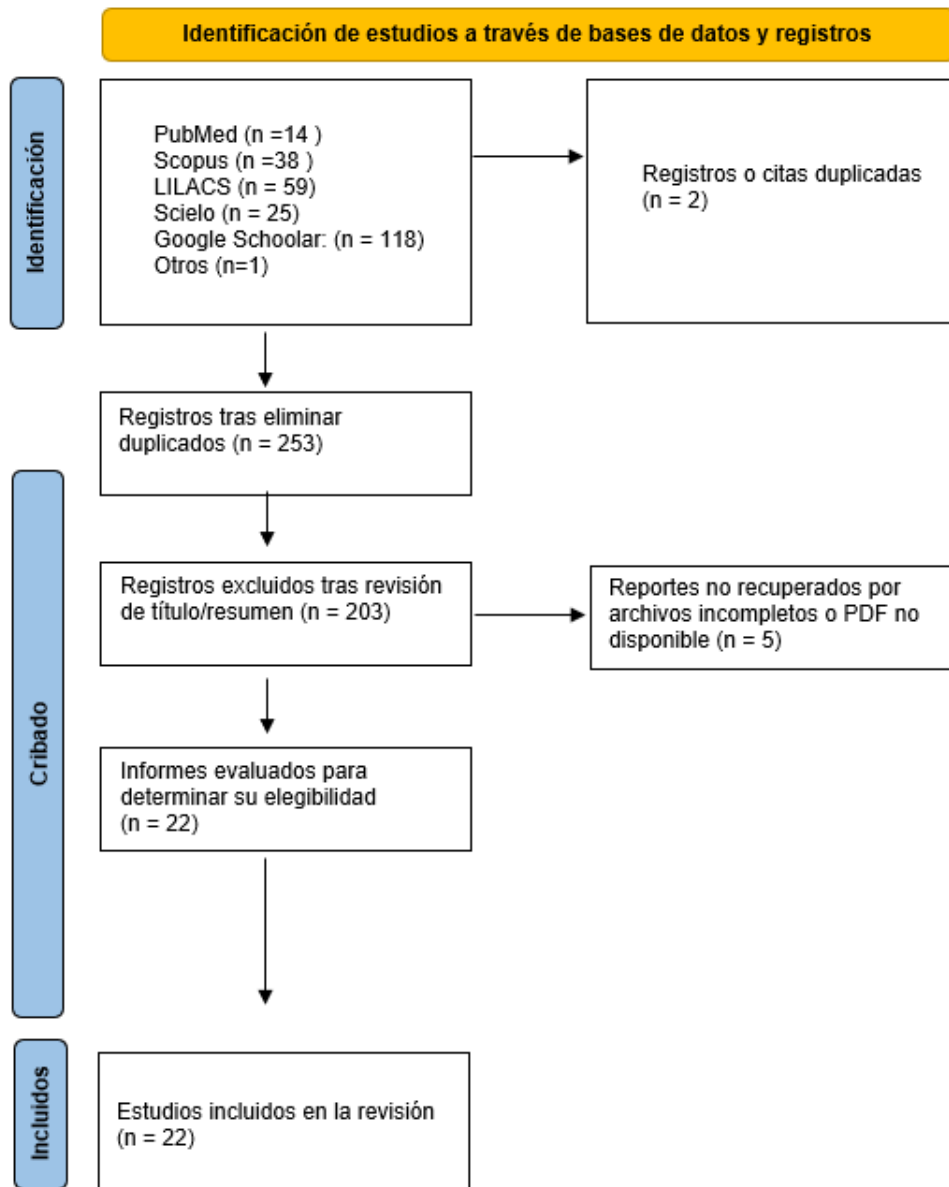 Identificación de estudios a través de bases de datos y registros
Identificación
PubMed (n =14 )
Scopus (n =38 )
LILACS (n = 59)
Scielo (n = 25)
Google Schoolar: (n = 118)
Otros (n=1)
Registros o citas duplicadas
(n = 2)
Registros tras eliminar
duplicados (n = 253)
Cribado
Registros excluidos tras revisión
de título/resumen (n = 203)
Reportes no recuperados por
archivos incompletos o PDF no
disponible (n = 5)
Informes evaluados para
determinar su elegibilidad
(n = 22)
Incluidos
Estudios incluidos en la revisión
(n = 22)